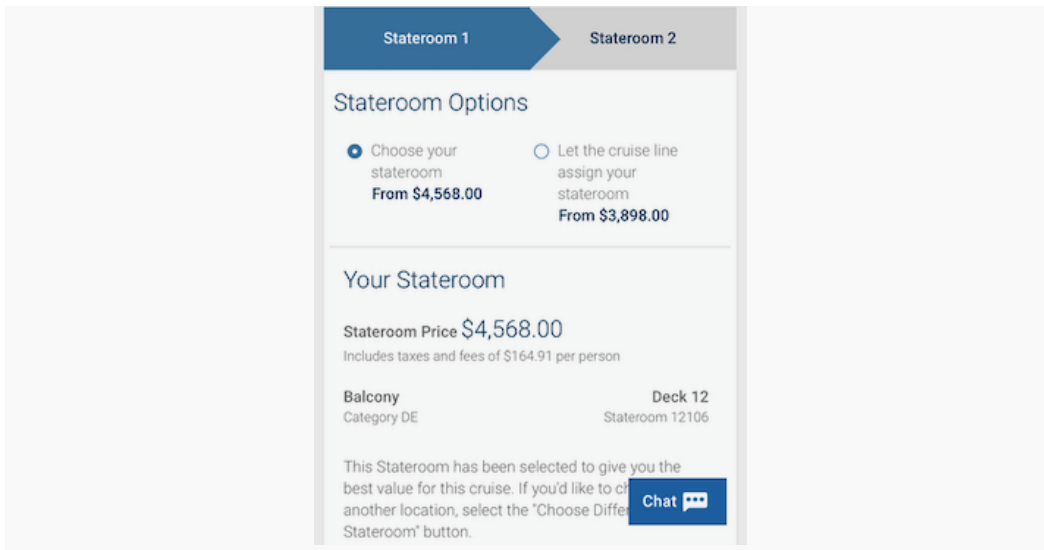 Stateroom 1
Stateroom 2
Stateroom Options
Choose your
stateroom
From $4,568.00
Let the cruise line
assign your
stateroom
From $3,898.00
Your Stateroom
Stateroom Price $4,568.00
Includes taxes and fees of $164.91 per person
Balcony
Category DE
Deck 12
Stateroom 12106
This Stateroom has been selected to give you the
best value for this cruise. If you'd like to
another location, select the "Choose
Stateroom" button.
Chat